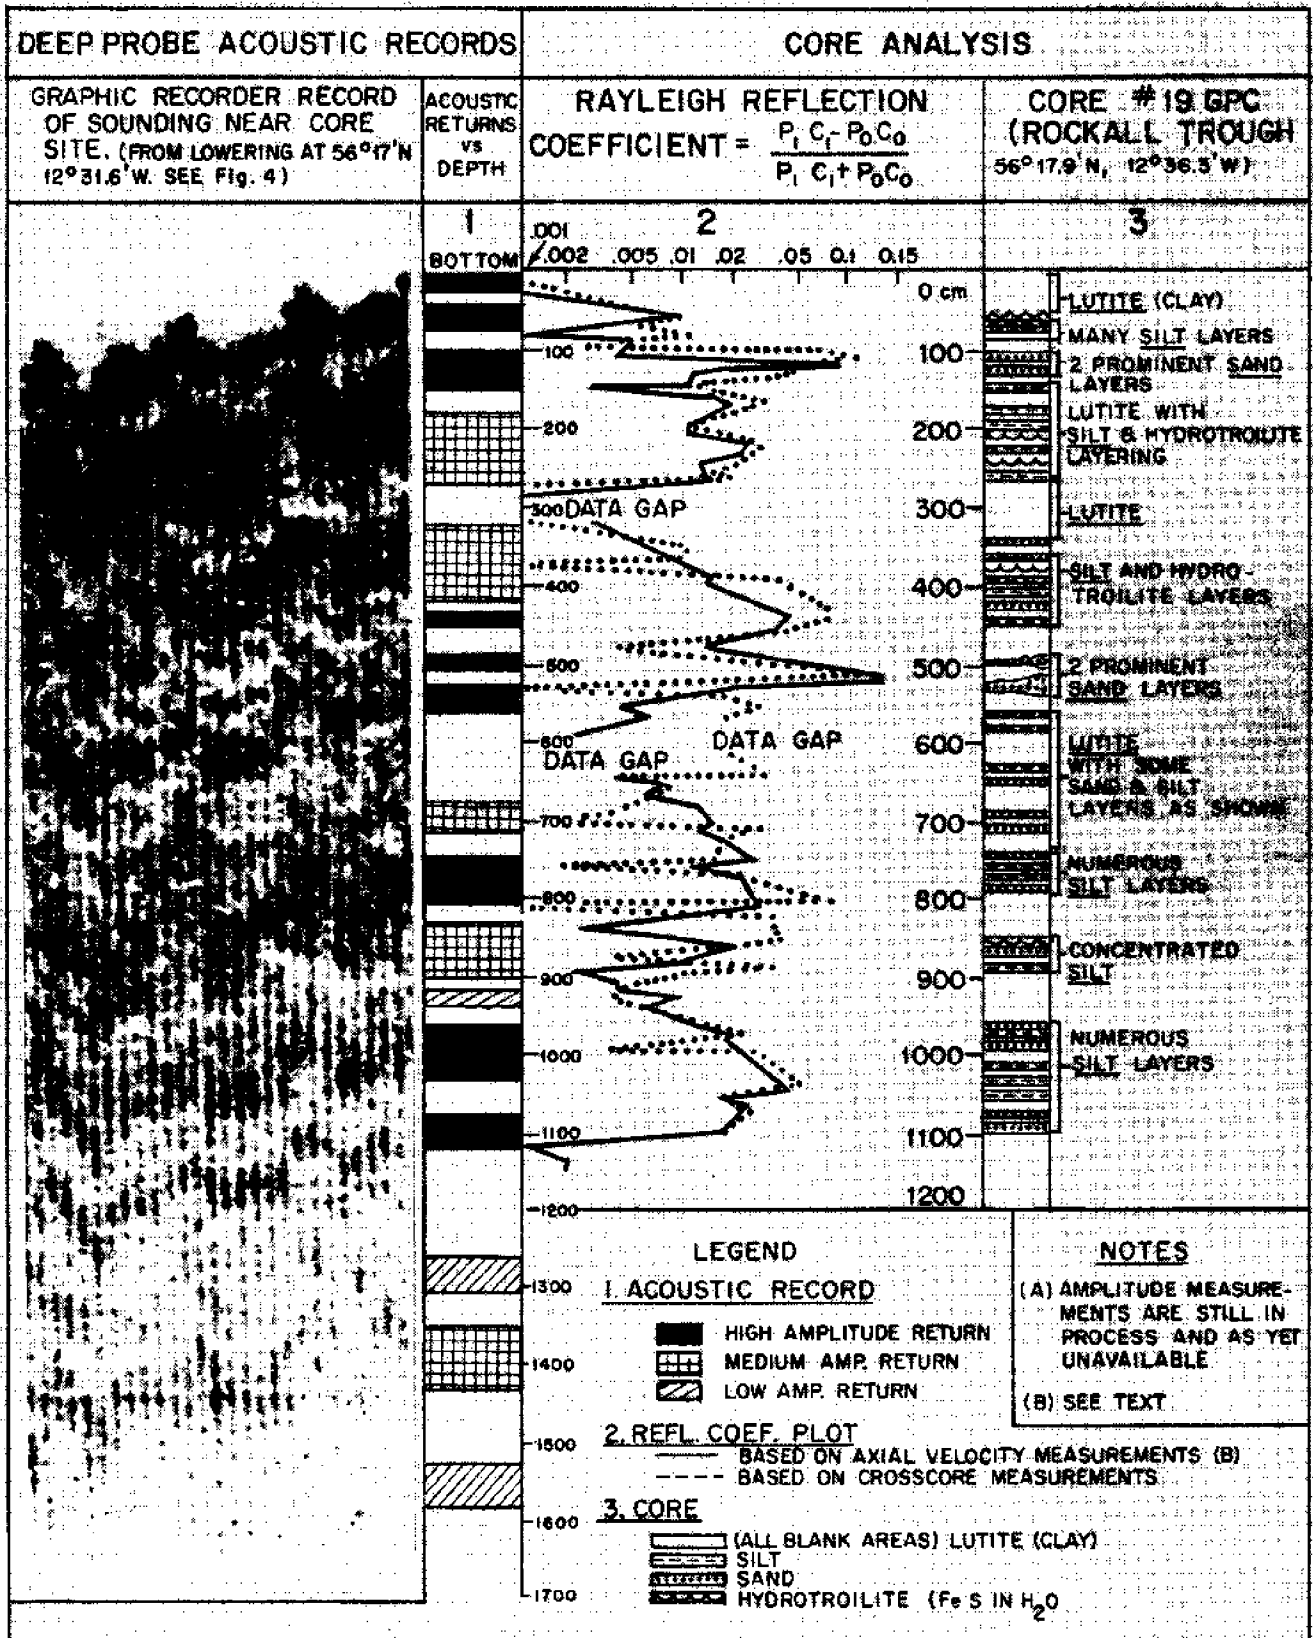 DEEP PROBE ACOUSTIC RECORDS
CORE ANALYSIS
GRAPHIC RECORDER RECORD
OF SOUNDING NEAR CORE
SITE. (FROM LOWERING AT 56°17'N
12°31.6'W. SEE Fig. 4)
ACOUSTIC
RETURNS
VS
DEPTH
RAYLEIGH REFLECTION
COEFFICIENT = P₁ C₁ - P₀C₀
P₁ C₁ + P₀C₀
CORE #19 GPC
(ROCKALL TROUGH
56°17.9'N, 12°36.3'W)
1
2
3
BOTTOM
.001
.002 .005 .01 .02 .05 0.1 0.15
0 cm
100
200
300
400
500
600
700
800
900
1000
1100
1200
1300
1400
1500
1600
1700
DATA GAP
DATA GAP
DATA GAP
100
200
300
400
500
600
700
800
900
1000
1100
1200
LUTITE (CLAY)
MANY SILT LAYERS
2 PROMINENT SAND
LAYERS
LUTITE WITH
SILT & HYDROTROILITE
LAYERING
LUTITE
SILT AND HYDRO-
TROILITE LAYERS
2 PROMINENT
SAND LAYERS
LUTITE
WITH SOME
SAND & SILT
LAYERS AS SHOWN
NUMEROUS
SILT LAYERS
CONCENTRATED
SILT
NUMEROUS
SILT LAYERS
LEGEND
1. ACOUSTIC RECORD
HIGH AMPLITUDE RETURN
MEDIUM AMP. RETURN
LOW AMP. RETURN
2. REFL. COEF. PLOT
BASED ON AXIAL VELOCITY MEASUREMENTS (B)
BASED ON CROSSCORE MEASUREMENTS
3. CORE
(ALL BLANK AREAS) LUTITE (CLAY)
SILT
SAND
HYDROTROILITE (Fe S IN H₂O
NOTES
(A) AMPLITUDE MEASURE-
MENTS ARE STILL IN
PROCESS AND AS YET
UNAVAILABLE
(B) SEE TEXT